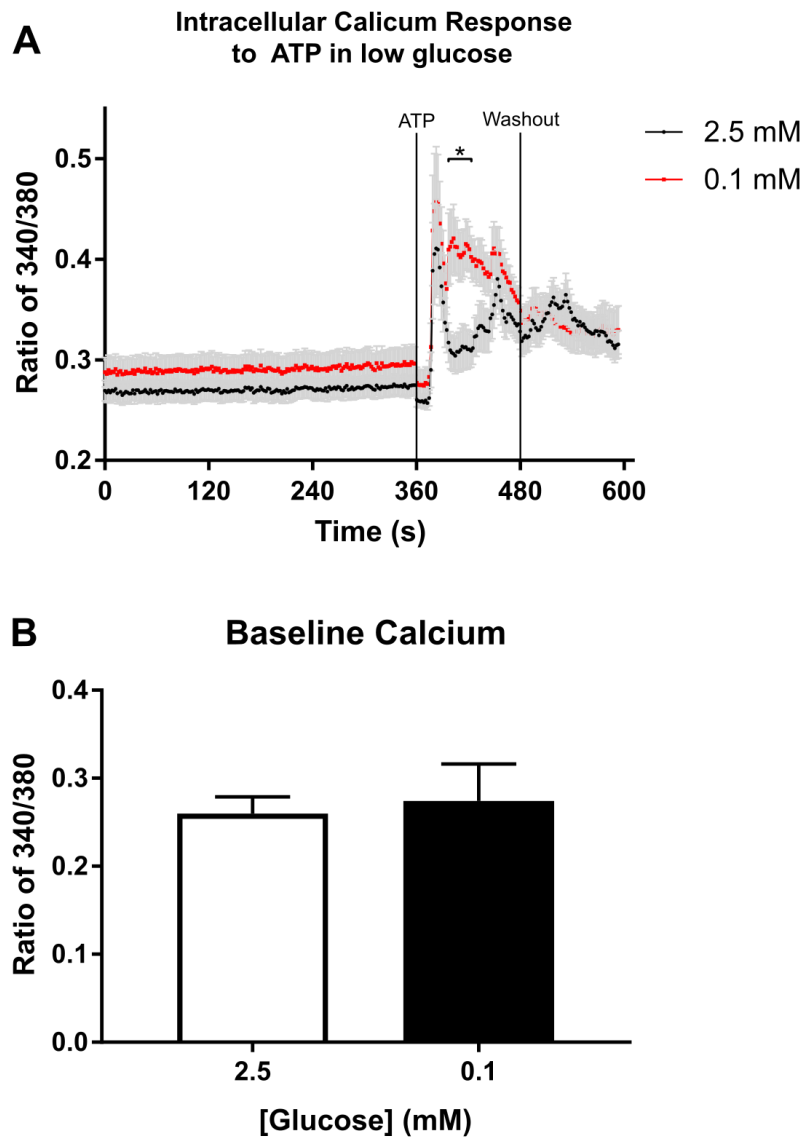 A
Intracellular Calicum Response
to ATP in low glucose
ATP
Washout
*
2.5 mM
0.1 mM
Ratio of 340/380
0.5
0.4
0.3
0.2
0 120 240 360 480 600
Time (s)
B
Baseline Calcium
Ratio of 340/380
0.4
0.3
0.2
0.1
0.0
2.5 0.1
[Glucose] (mM)